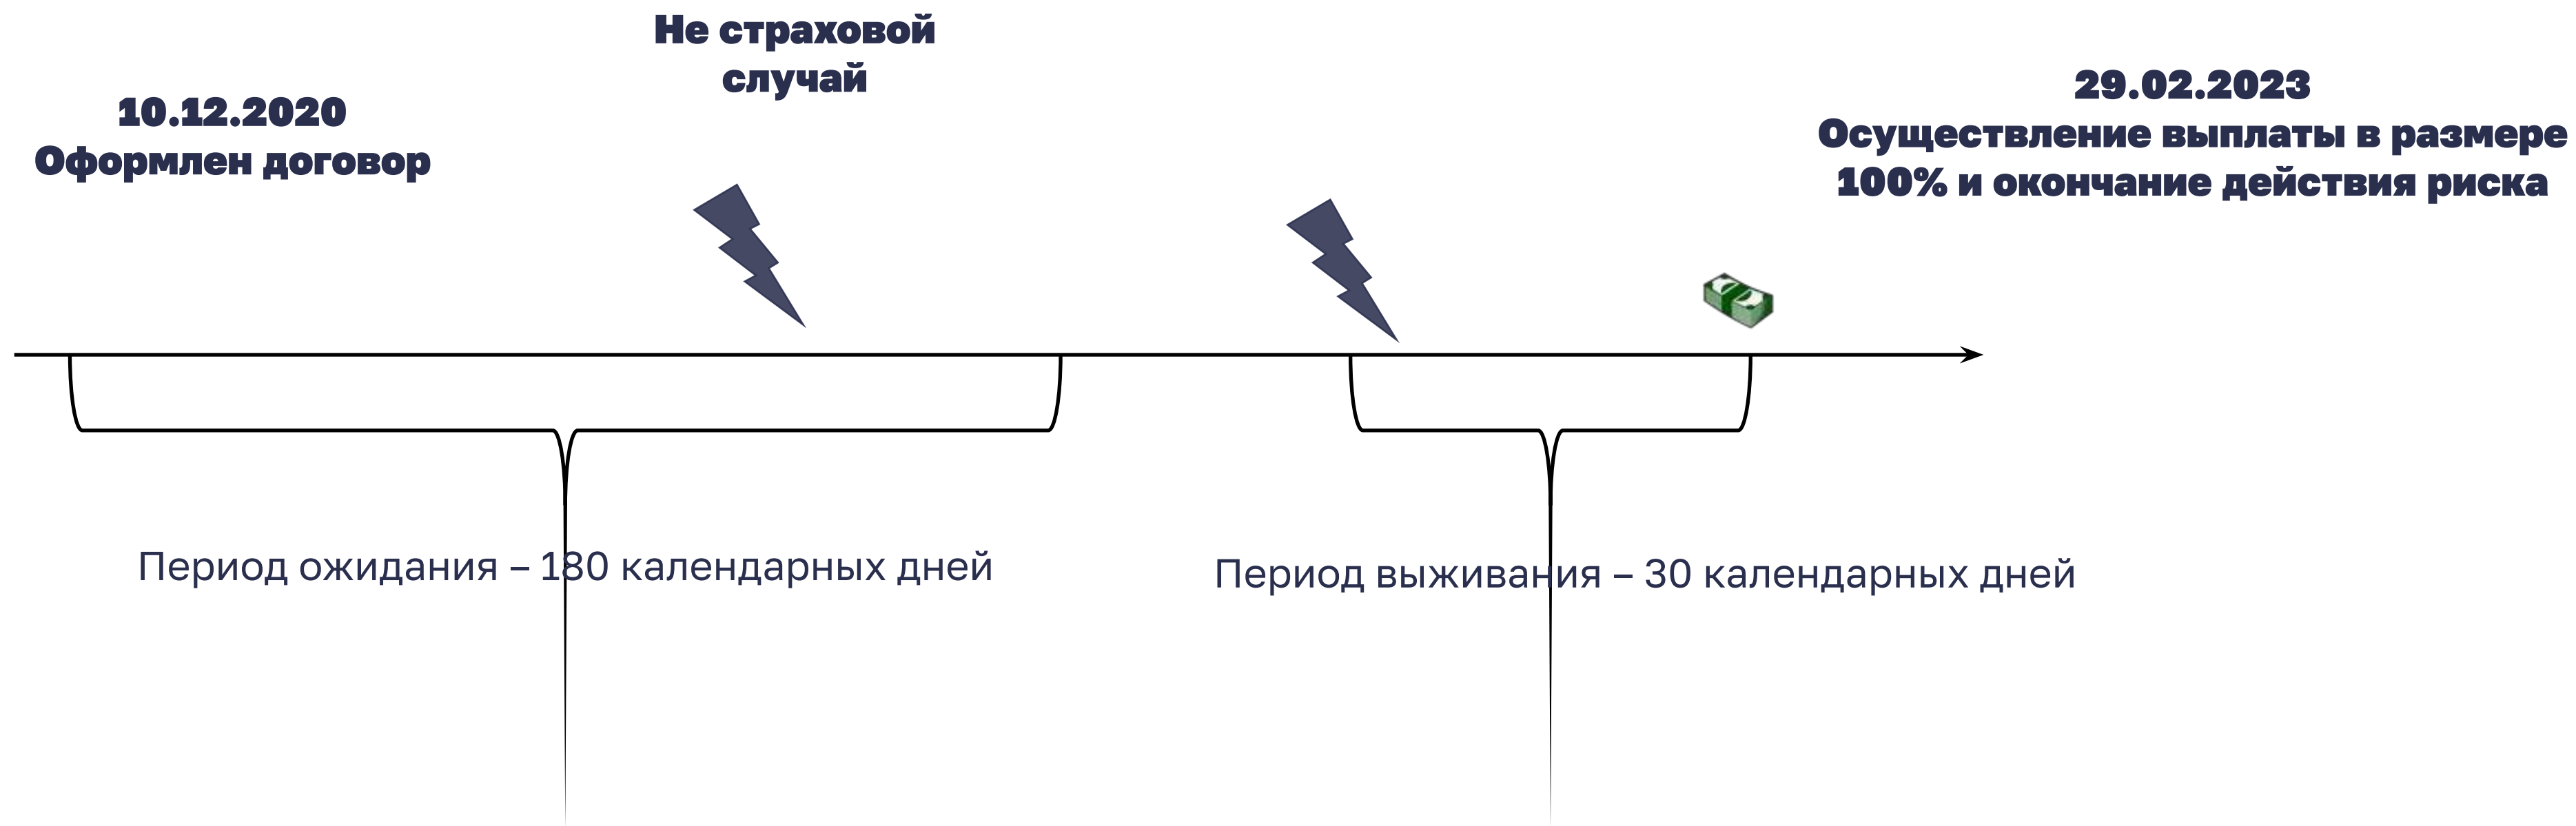 Не страховой
случай
10.12.2020
Оформлен договор
29.02.2023
Осуществление выплаты в размере
100% и окончание действия риска
Период ожидания – 180 календарных дней
Период выживания – 30 календарных дней